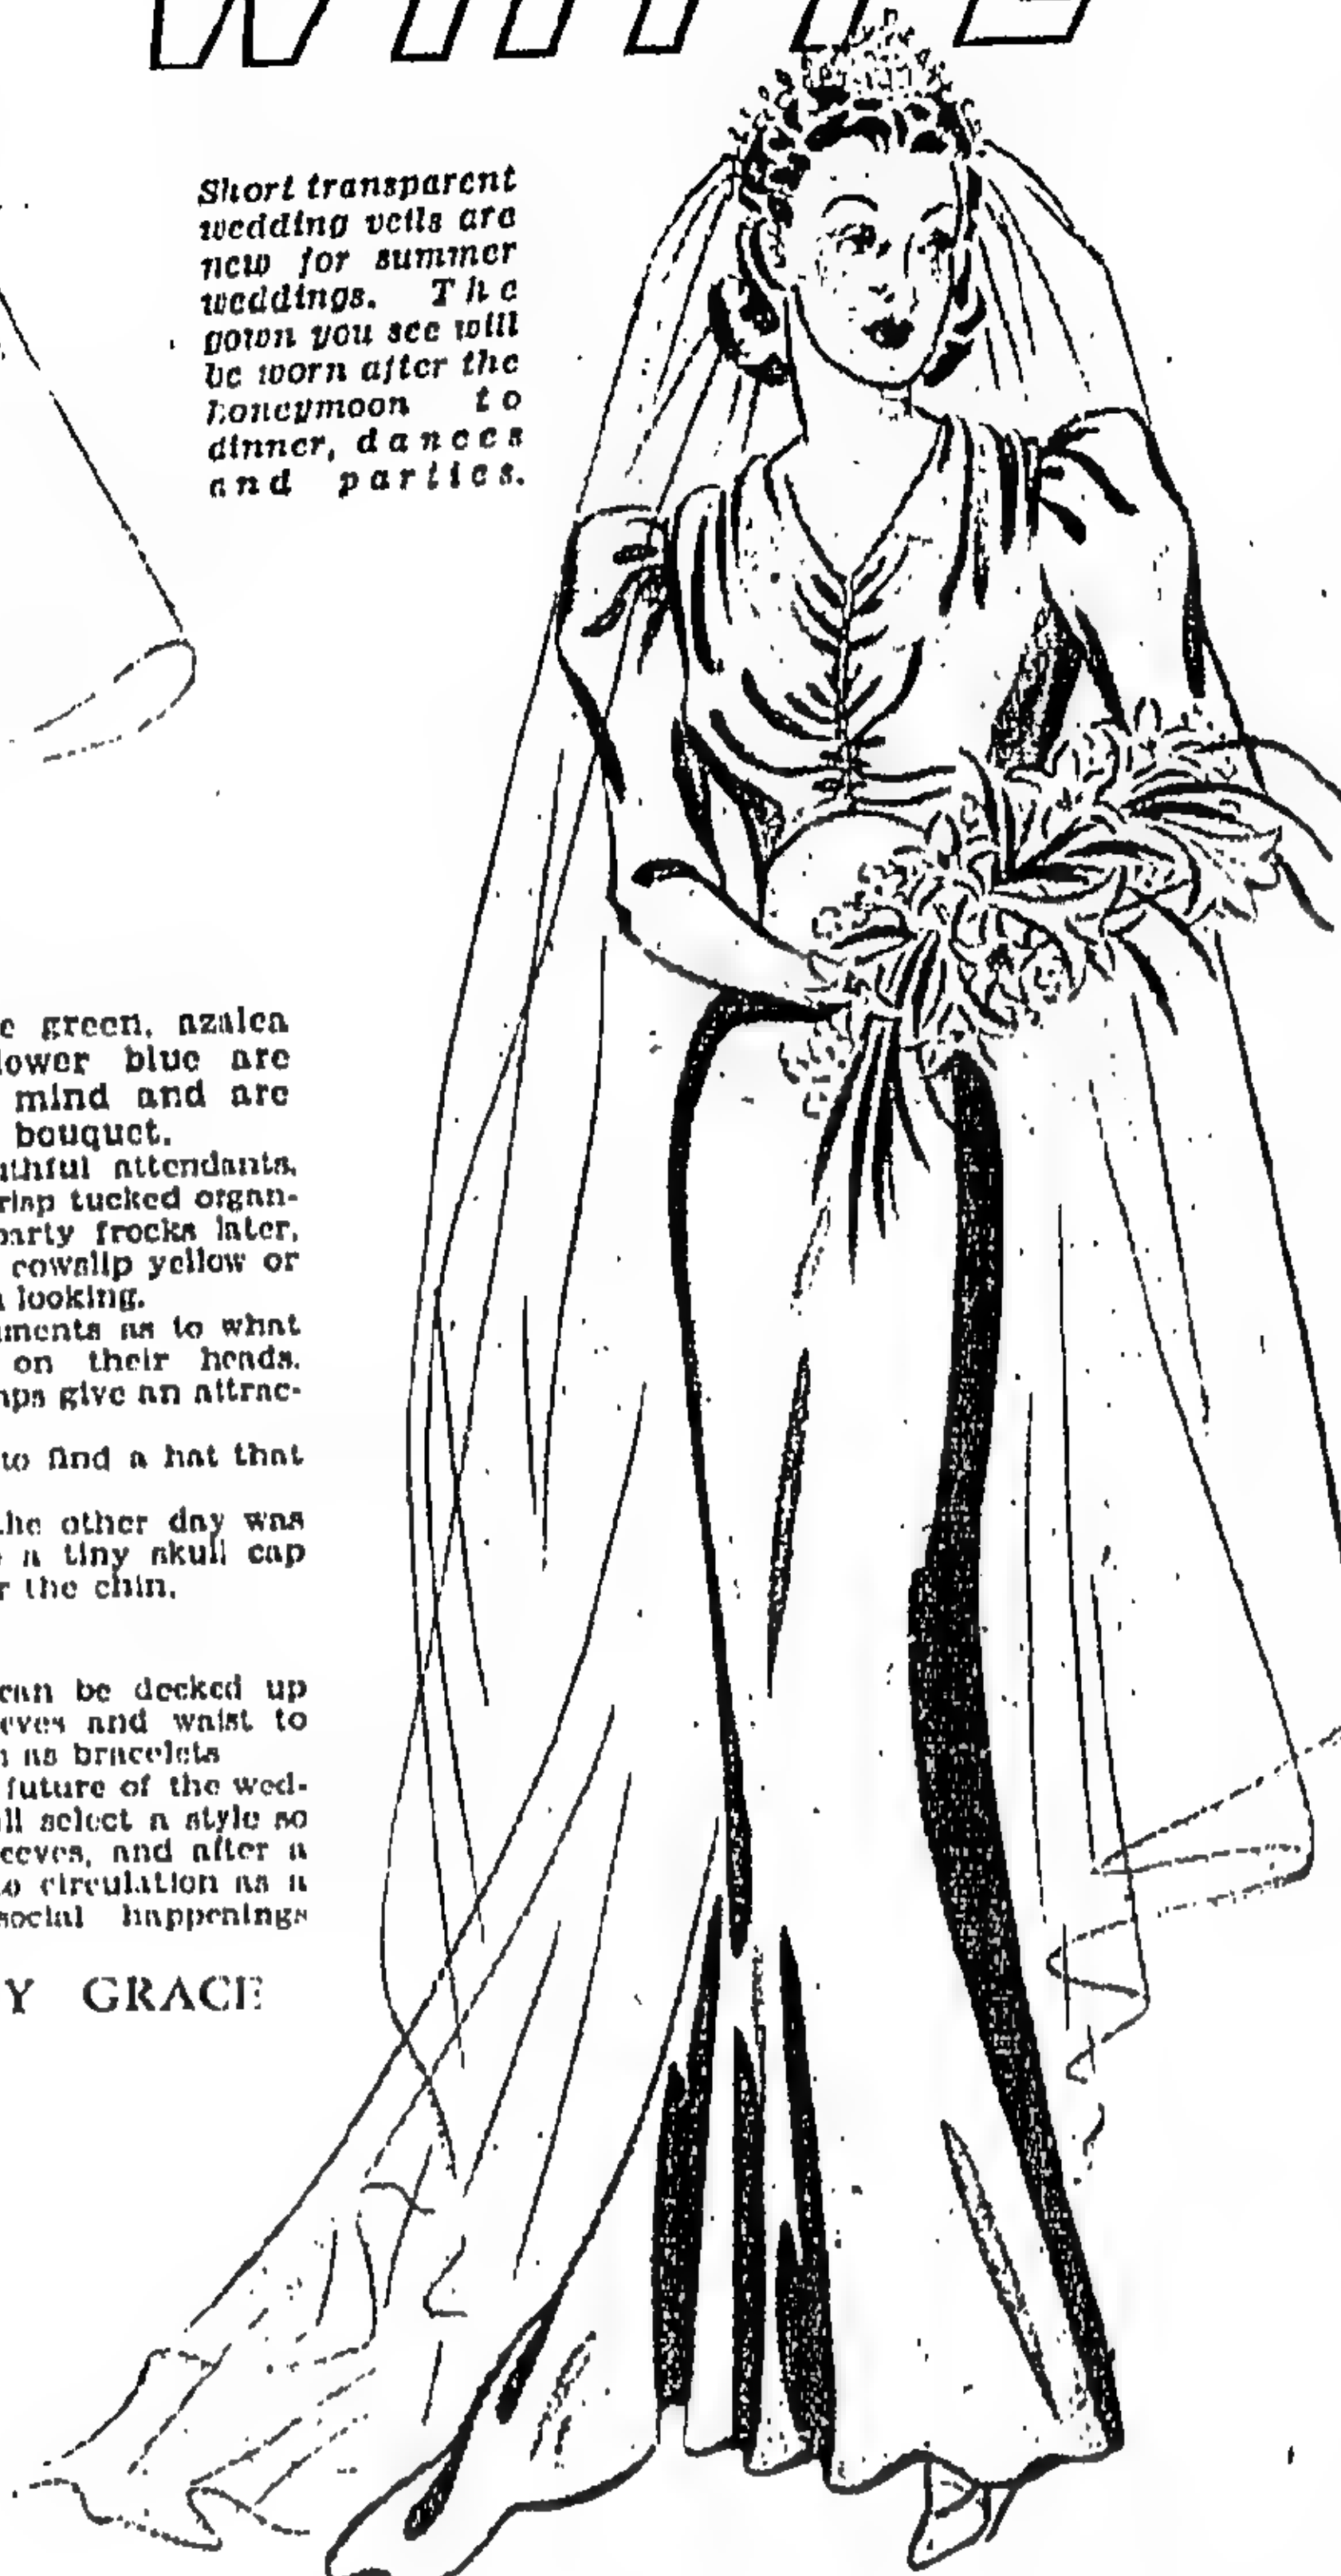 WHITE
Short transparent
wedding veils are
new for summer
weddings. The
gown you see will
be worn after the
honeymoon to
dinner, dances
and parties.
green, azalea
lower blue are
mind and are
bouquet.
uthful attendants.
risp tucked organ-
party frocks later,
cowslip yellow or
looking.
uments as to what
on their heads.
aps give an attrac-
to find a hat that
the other day was
a tiny skull cap
r the chin.
can be decked up
eves and waist to
as bracelets
future of the wed-
ll select a style so
eeves, and after a
o circulation as a
social happenings
Y GRACE